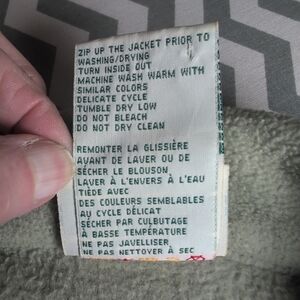 ZIP UP THE JACKET PRIOR TO
WASHING/DRYING
TURN INSIDE OUT
MACHINE WASH WARM WITH
SIMILAR COLORS
DELICATE CYCLE
TUMBLE DRY LOW
DO NOT BLEACH
DO NOT DRY CLEAN
REMONTER LA GLISSIÈRE
AVANT DE LAVER OU DE
SÉCHER LE BLOUSON
LAVER À L'ENVERS À L'EAU
TIÈDE AVEC
DES COULEURS SEMBLABLES
AU CYCLE DÉLICAT
SÉCHER PAR CULBUTAGE
À BASSE TEMPÉRATURE
NE PAS JAVELLISER
NE PAS NETTOYER À SEC